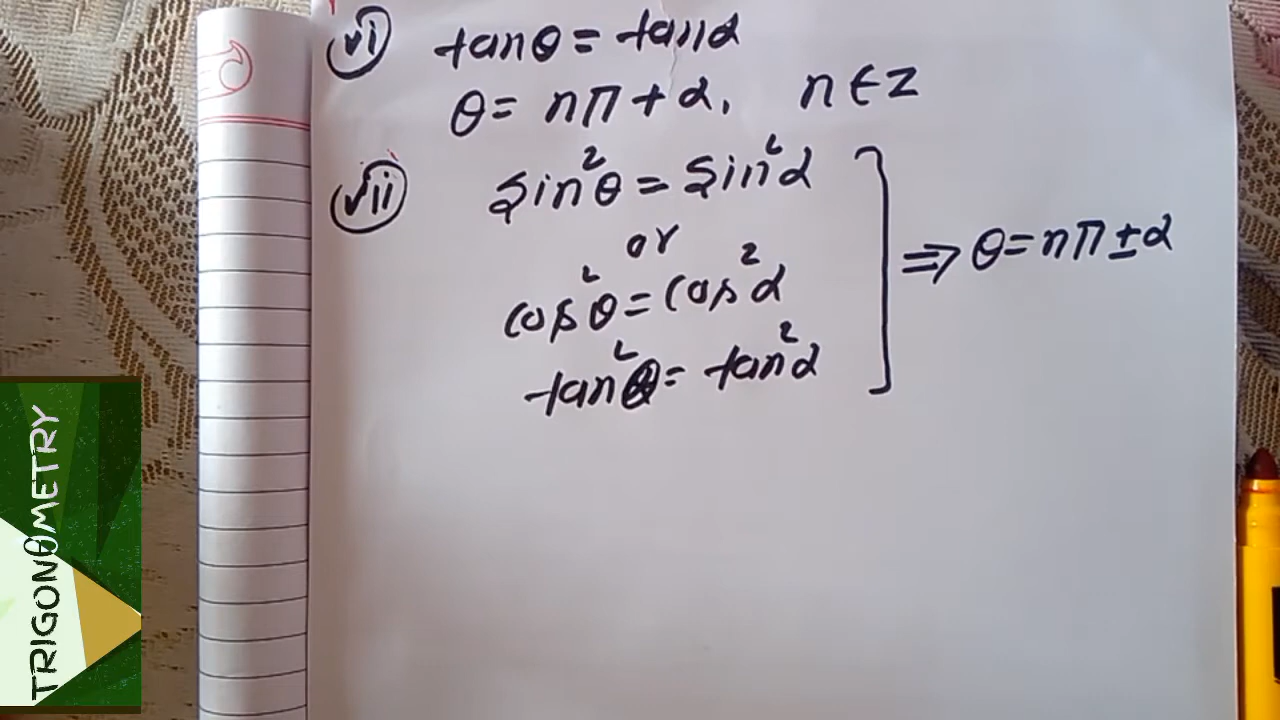 (vi) tanθ = tanα
θ = nπ + α, n ∈ Z
(vii) sin²θ = sin²α
or
cos²θ = cos²α
tan²θ = tan²α
⇒ θ = nπ ± α
TRIGONOMETRY